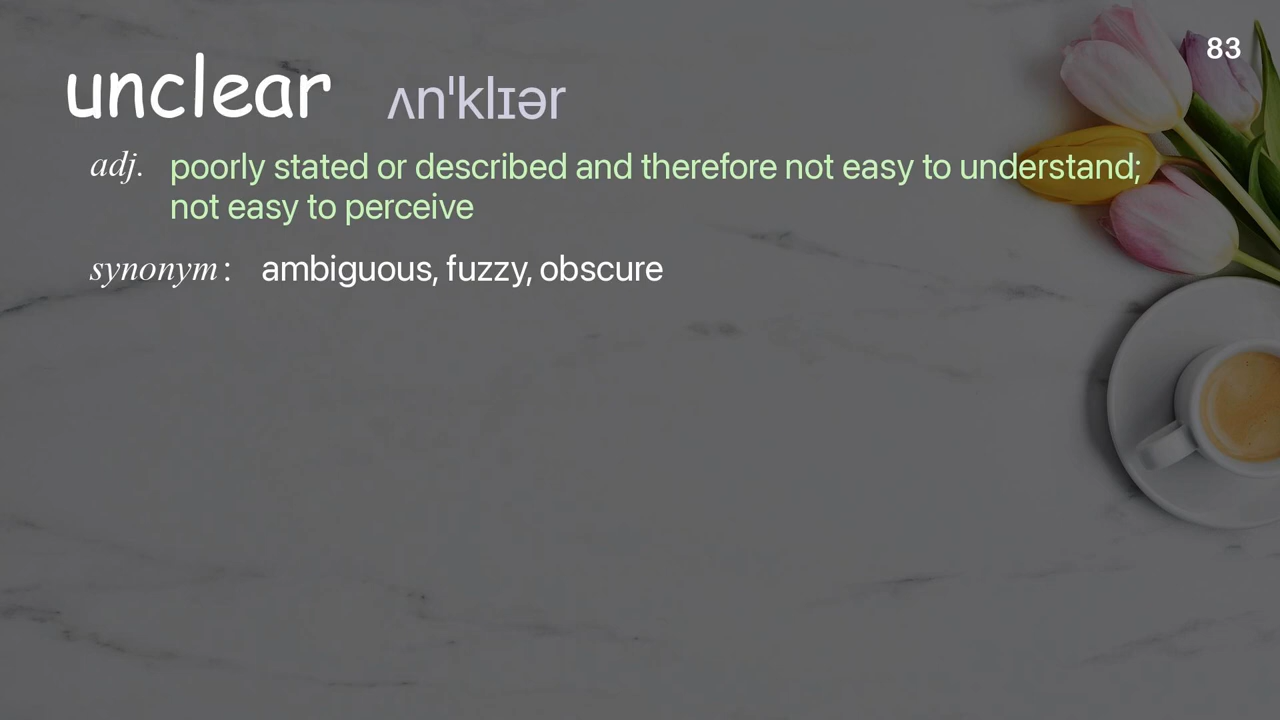 83
unclear ʌn'klɪər
adj. poorly stated or described and therefore not easy to understand;
not easy to perceive
synonym: ambiguous, fuzzy, obscure